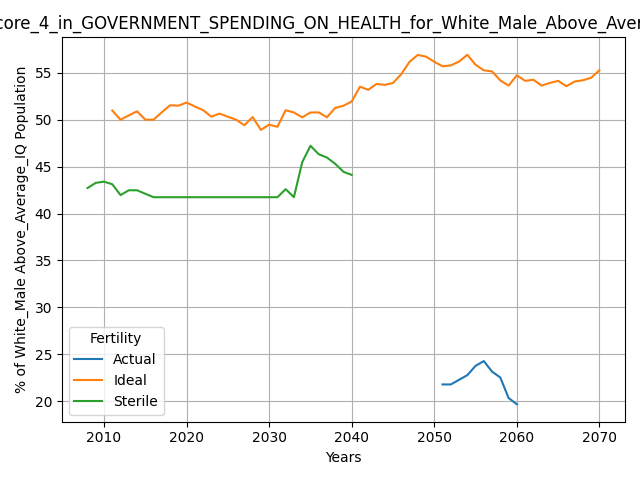 core_4_in_GOVERNMENT_SPENDING_ON_HEALTH_for_White_Male_Above_Aver
% of White_Male Above_Average_IQ Population
55
50
45
40
35
30
25
20
Fertility
Actual
Ideal
Sterile
2010 2020 2030 2040 2050 2060 2070
Years